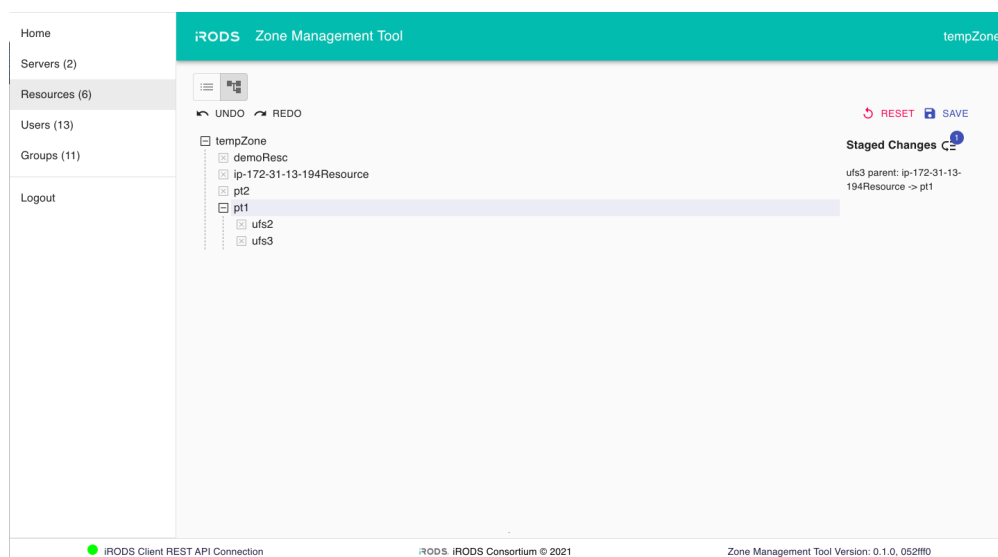 Home
Servers (2)
Resources (6)
Users (13)
Groups (11)
Logout
iRODS Zone Management Tool tempZone
UNDO REDO RESET SAVE
tempZone
demoResc
ip-172-31-13-194Resource
pt2
pt1
ufs2
ufs3
Staged Changes 1
ufs3 parent: ip-172-31-13-
194Resource -> pt1
iRODS Client REST API Connection iRODS. iRODS Consortium © 2021 Zone Management Tool Version: 0.1.0, 052fff0